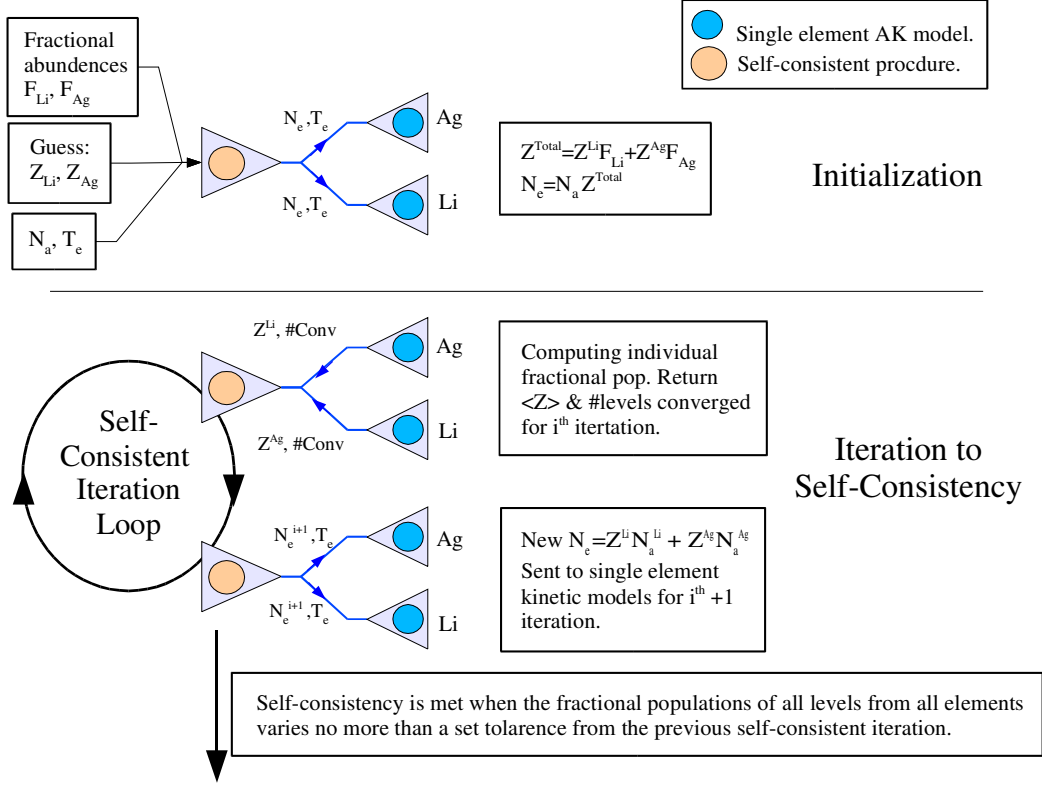 Single element AK model.
Self-consistent procdure.
Fractional
abundences
F_Li, F_Ag
Guess:
Z_Li, Z_Ag
N_a, T_e
N_e,T_e
N_e,T_e
Ag
Li
Z^Total=Z^Li F_Li+Z^Ag F_Ag
N_e=N_a Z^Total
Initialization
Self-
Consistent
Iteration
Loop
Z^Li, #Conv
Z^Ag, #Conv
Ag
Li
Computing individual
fractional pop. Return
<Z> & #levels converged
for i^th itertation.
Iteration to
Self-Consistency
N_e^i+1,T_e
N_e^i+1,T_e
Ag
Li
New N_e=Z^Li N_a^Li + Z^Ag N_a^Ag
Sent to single element
kinetic models for i^th +1
iteration.
Self-consistency is met when the fractional populations of all levels from all elements
varies no more than a set tolarence from the previous self-consistent iteration.